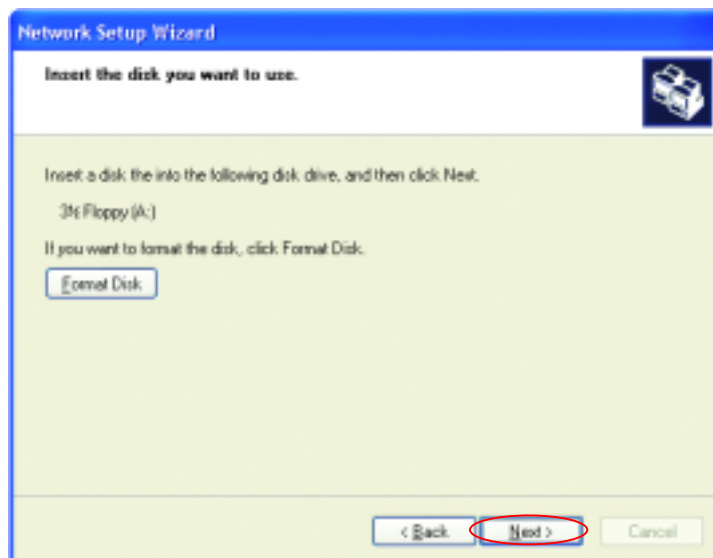 Network Setup Wizard
Insert the disk you want to use.
Insert a disk the into the following disk drive, and then click Next.
3½ Floppy (A:)
If you want to format the disk, click Format Disk.
Format Disk
< Back
Next >
Cancel